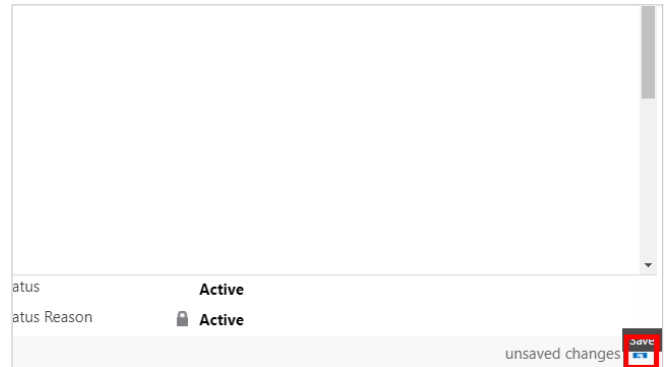 atus Active
atus Reason Active
Save
unsaved changes